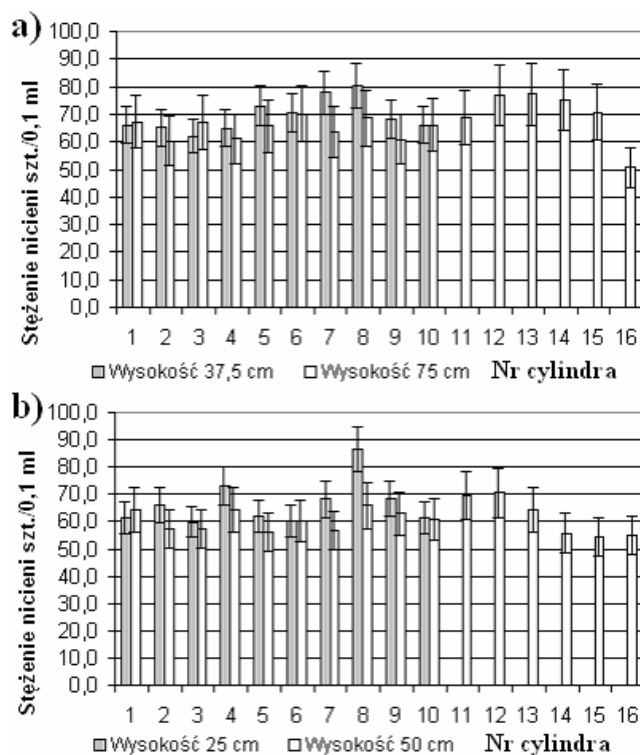 a)
Stężenie nicieni szt./0,1 ml
100,0
90,0
80,0
70,0
60,0
50,0
40,0
30,0
20,0
10,0
0,0
1 2 3 4 5 6 7 8 9 10 11 12 13 14 15 16
Wysokość 37,5 cm Wysokość 75 cm Nr cylindra
b)
Stężenie nicieni szt./0,1 ml
100,0
90,0
80,0
70,0
60,0
50,0
40,0
30,0
20,0
10,0
0,0
1 2 3 4 5 6 7 8 9 10 11 12 13 14 15 16
Wysokość 25 cm Wysokość 50 cm Nr cylindra